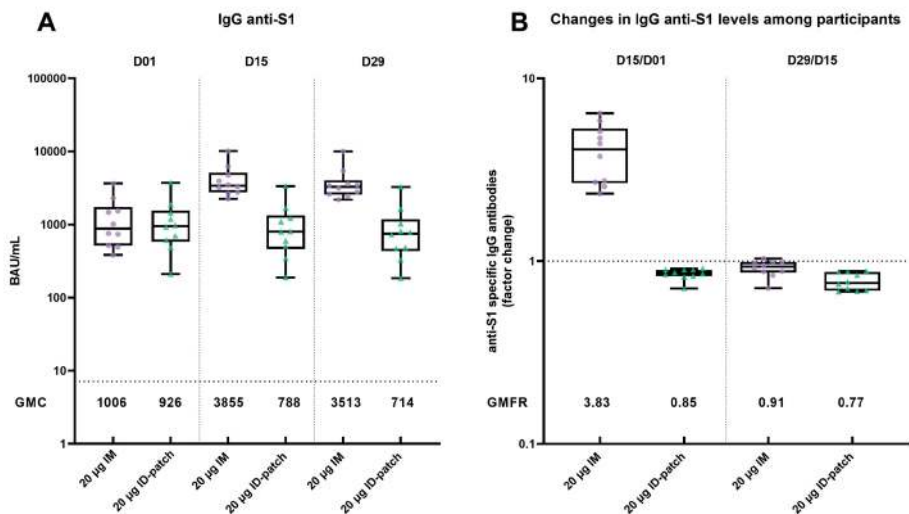 A
IgG anti-S1
D01
D15
D29
100000
10000
1000
100
10
1
BAU/mL
GMC
1006
926
3855
788
3513
714
20 µg IM
20 µg ID-patch
20 µg IM
20 µg ID-patch
20 µg IM
20 µg ID-patch
B
Changes in IgG anti-S1 levels among participants
D15/D01
D29/D15
10
1
0.1
anti-S1 specific IgG antibodies
(factor change)
GMFR
3.83
0.85
0.91
0.77
20 µg IM
20 µg ID-patch
20 µg IM
20 µg ID-patch